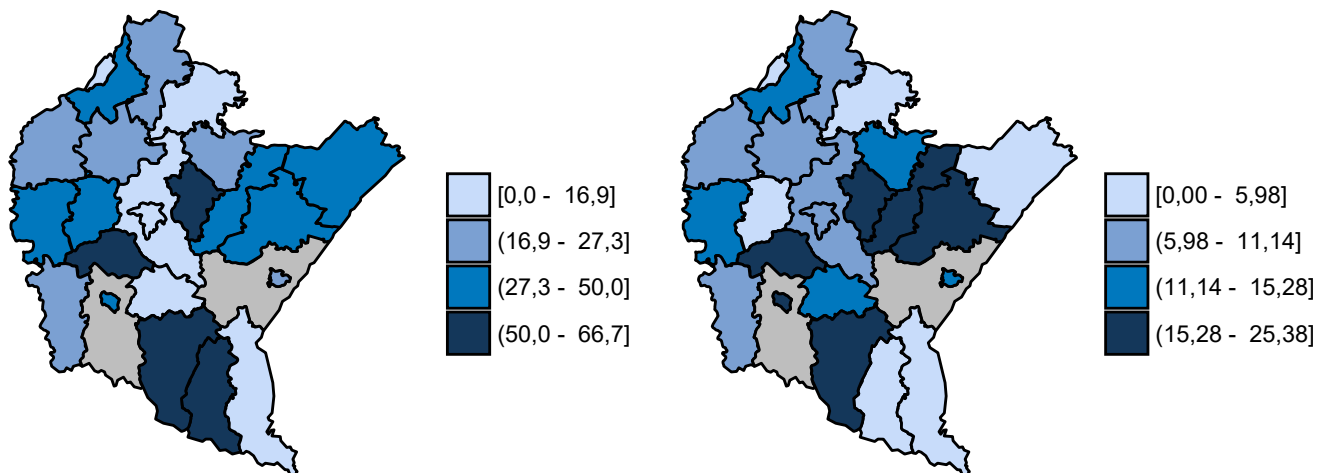 [0,0 - 16,9]
(16,9 - 27,3]
(27,3 - 50,0]
(50,0 - 66,7]
[0,00 - 5,98]
(5,98 - 11,14]
(11,14 - 15,28]
(15,28 - 25,38]